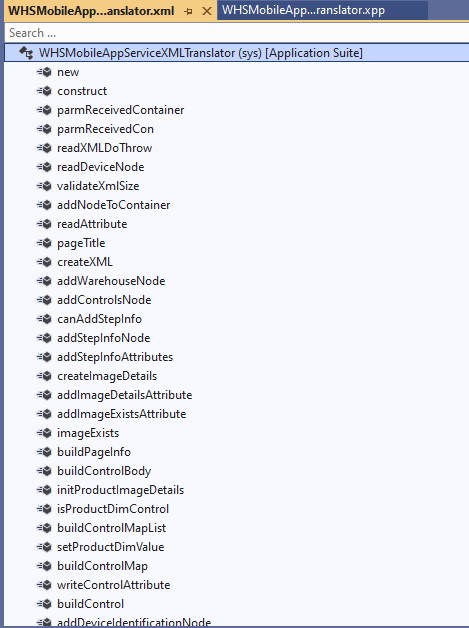 WHSMobileApp...anslator.xml WHSMobileApp...ranslator.xpp
Search ...
WHSMobileAppServiceXMLTranslator (sys) [Application Suite]
new
construct
parmReceivedContainer
parmReceivedCon
readXMLDoThrow
readDeviceNode
validateXmlSize
addNodeToContainer
readAttribute
pageTitle
createXML
addWarehouseNode
addControlsNode
canAddStepInfo
addStepInfoNode
addStepInfoAttributes
createImageDetails
addImageDetailsAttribute
addImageExistsAttribute
imageExists
buildPageInfo
buildControlBody
initProductImageDetails
isProductDimControl
buildControlMapList
setProductDimValue
buildControlMap
writeControlAttribute
buildControl
addDeviceIdentificationNode